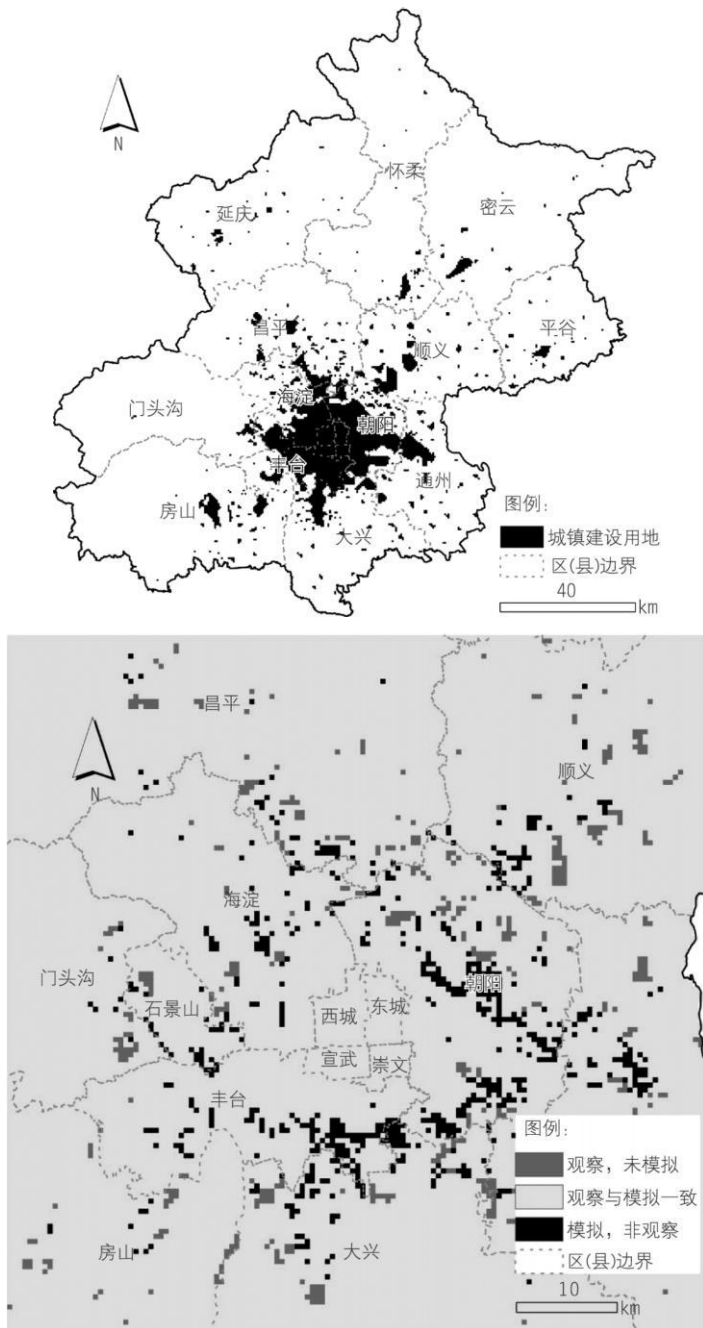 N
怀柔
延庆
密云
昌平
顺义
平谷
海淀
门头沟
朝阳
丰台
通州
房山
大兴
图例:
城镇建设用地
区(县)边界
40
km
昌平
N
顺义
海淀
门头沟
朝阳
石景山
西城
东城
宣武
崇文
丰台
房山
大兴
图例:
观察,未模拟
观察与模拟一致
模拟,非观察
区(县)边界
10
km